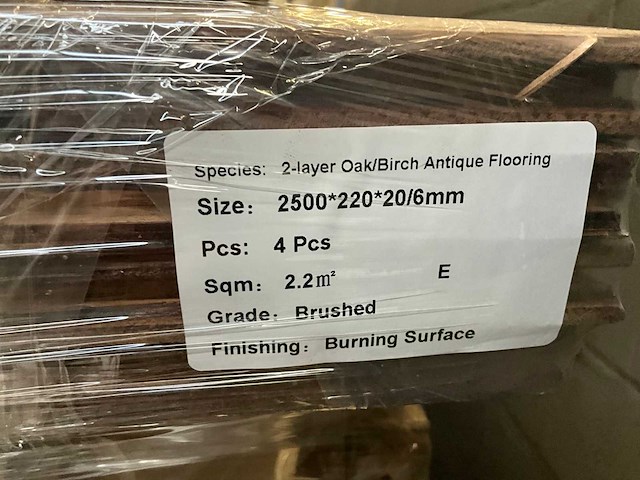 Species: 2-layer Oak/Birch Antique Flooring
Size: 2500*220*20/6mm
Pcs: 4 Pcs
Sqm: 2.2㎡ E
Grade: Brushed
Finishing: Burning Surface